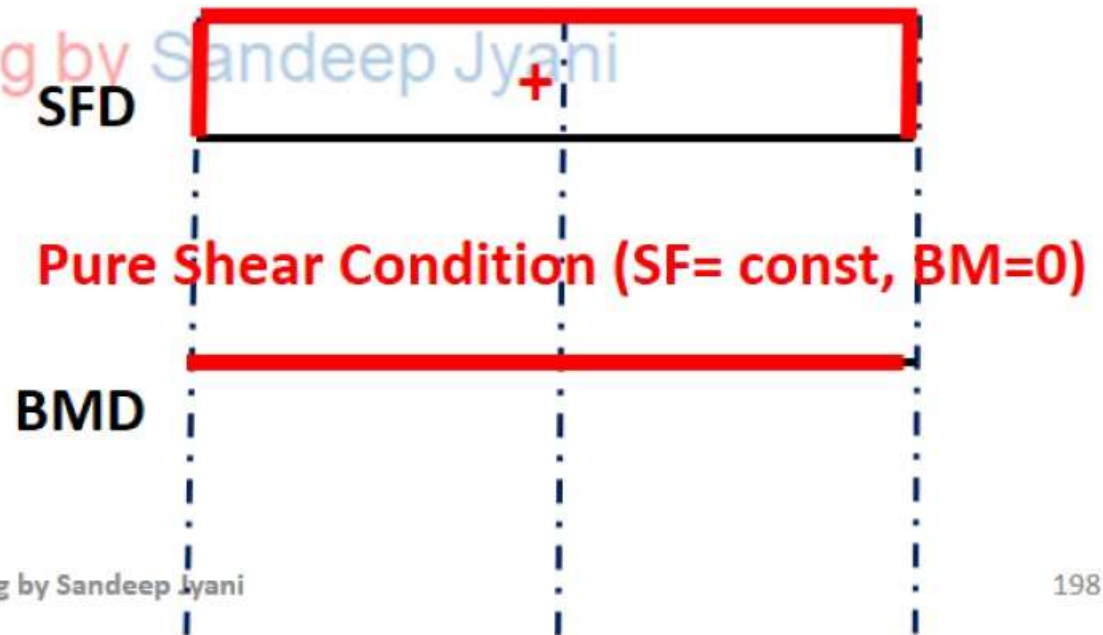 g by Sandeep Jyani
SFD
+
Pure Shear Condition (SF= const, BM=0)
BMD
g by Sandeep Jyani
198